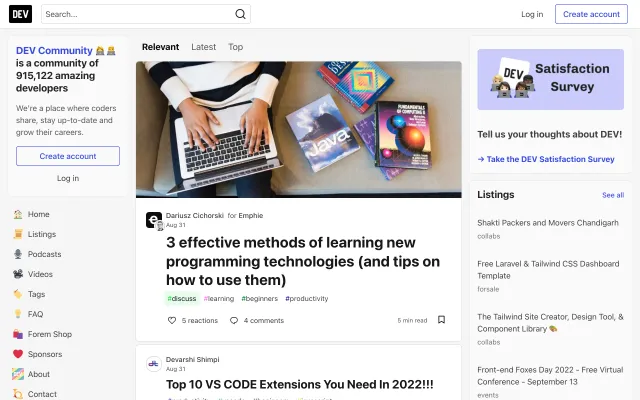 DEV
Search...
Log in
Create account
DEV Community
is a community of
915,122 amazing
developers
We're a place where coders
share, stay up-to-date and
grow their careers.
Create account
Log in
Home
Listings
Podcasts
Videos
Tags
FAQ
Forem Shop
Sponsors
About
Contact
Relevant
Latest
Top
Java
FUNDAMENTALS OF
DESIGN
Dariusz Cichorski for Emphie
Aug 31
3 effective methods of learning new
programming technologies (and tips on
how to use them)
#discuss #learning #beginners #productivity
5 reactions
4 comments
5 min read
Devarshi Shimpi
Aug 31
Top 10 VS CODE Extensions You Need In 2022!!!
DEV
Satisfaction
Survey
Tell us your thoughts about DEV!
→ Take the DEV Satisfaction Survey
Listings
See all
Shakti Packers and Movers Chandigarh
collabs
Free Laravel & Tailwind CSS Dashboard
Template
forsale
The Tailwind Site Creator, Design Tool, &
Component Library
collabs
Front-end Foxes Day 2022 - Free Virtual
Conference - September 13
events